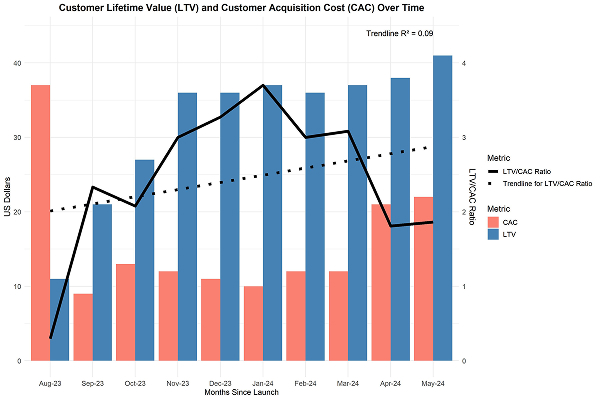 Customer Lifetime Value (LTV) and Customer Acquisition Cost (CAC) Over Time
Trendline R² = 0.09
40
30
20
10
0
US Dollars
4
3
2
1
0
LTV/CAC Ratio
Metric
LTV/CAC Ratio
Trendline for LTV/CAC Ratio
Metric
CAC
LTV
Aug-23 Sep-23 Oct-23 Nov-23 Dec-23 Jan-24 Feb-24 Mar-24 Apr-24 May-24
Months Since Launch